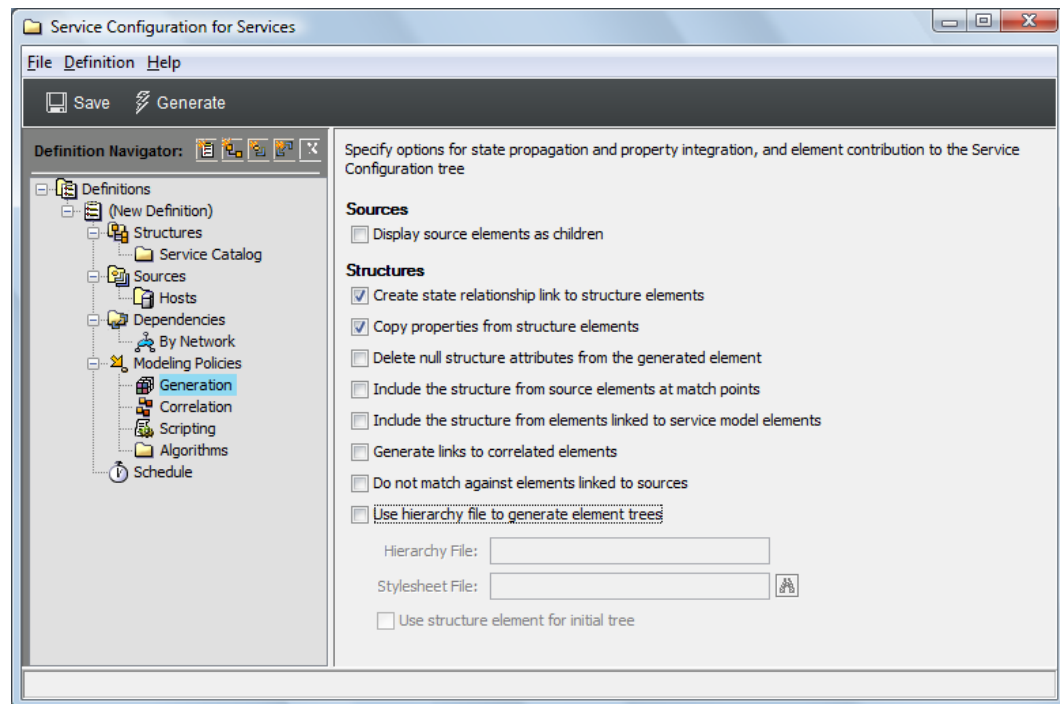 Service Configuration for Services
File Definition Help
Save Generate
Definition Navigator:
Definitions
(New Definition)
Structures
Service Catalog
Sources
Hosts
Dependencies
By Network
Modeling Policies
Generation
Correlation
Scripting
Algorithms
Schedule
Specify options for state propagation and property integration, and element contribution to the Service
Configuration tree
Sources
Display source elements as children
Structures
Create state relationship link to structure elements
Copy properties from structure elements
Delete null structure attributes from the generated element
Include the structure from source elements at match points
Include the structure from elements linked to service model elements
Generate links to correlated elements
Do not match against elements linked to sources
Use hierarchy file to generate element trees
Hierarchy File:
Stylesheet File:
Use structure element for initial tree